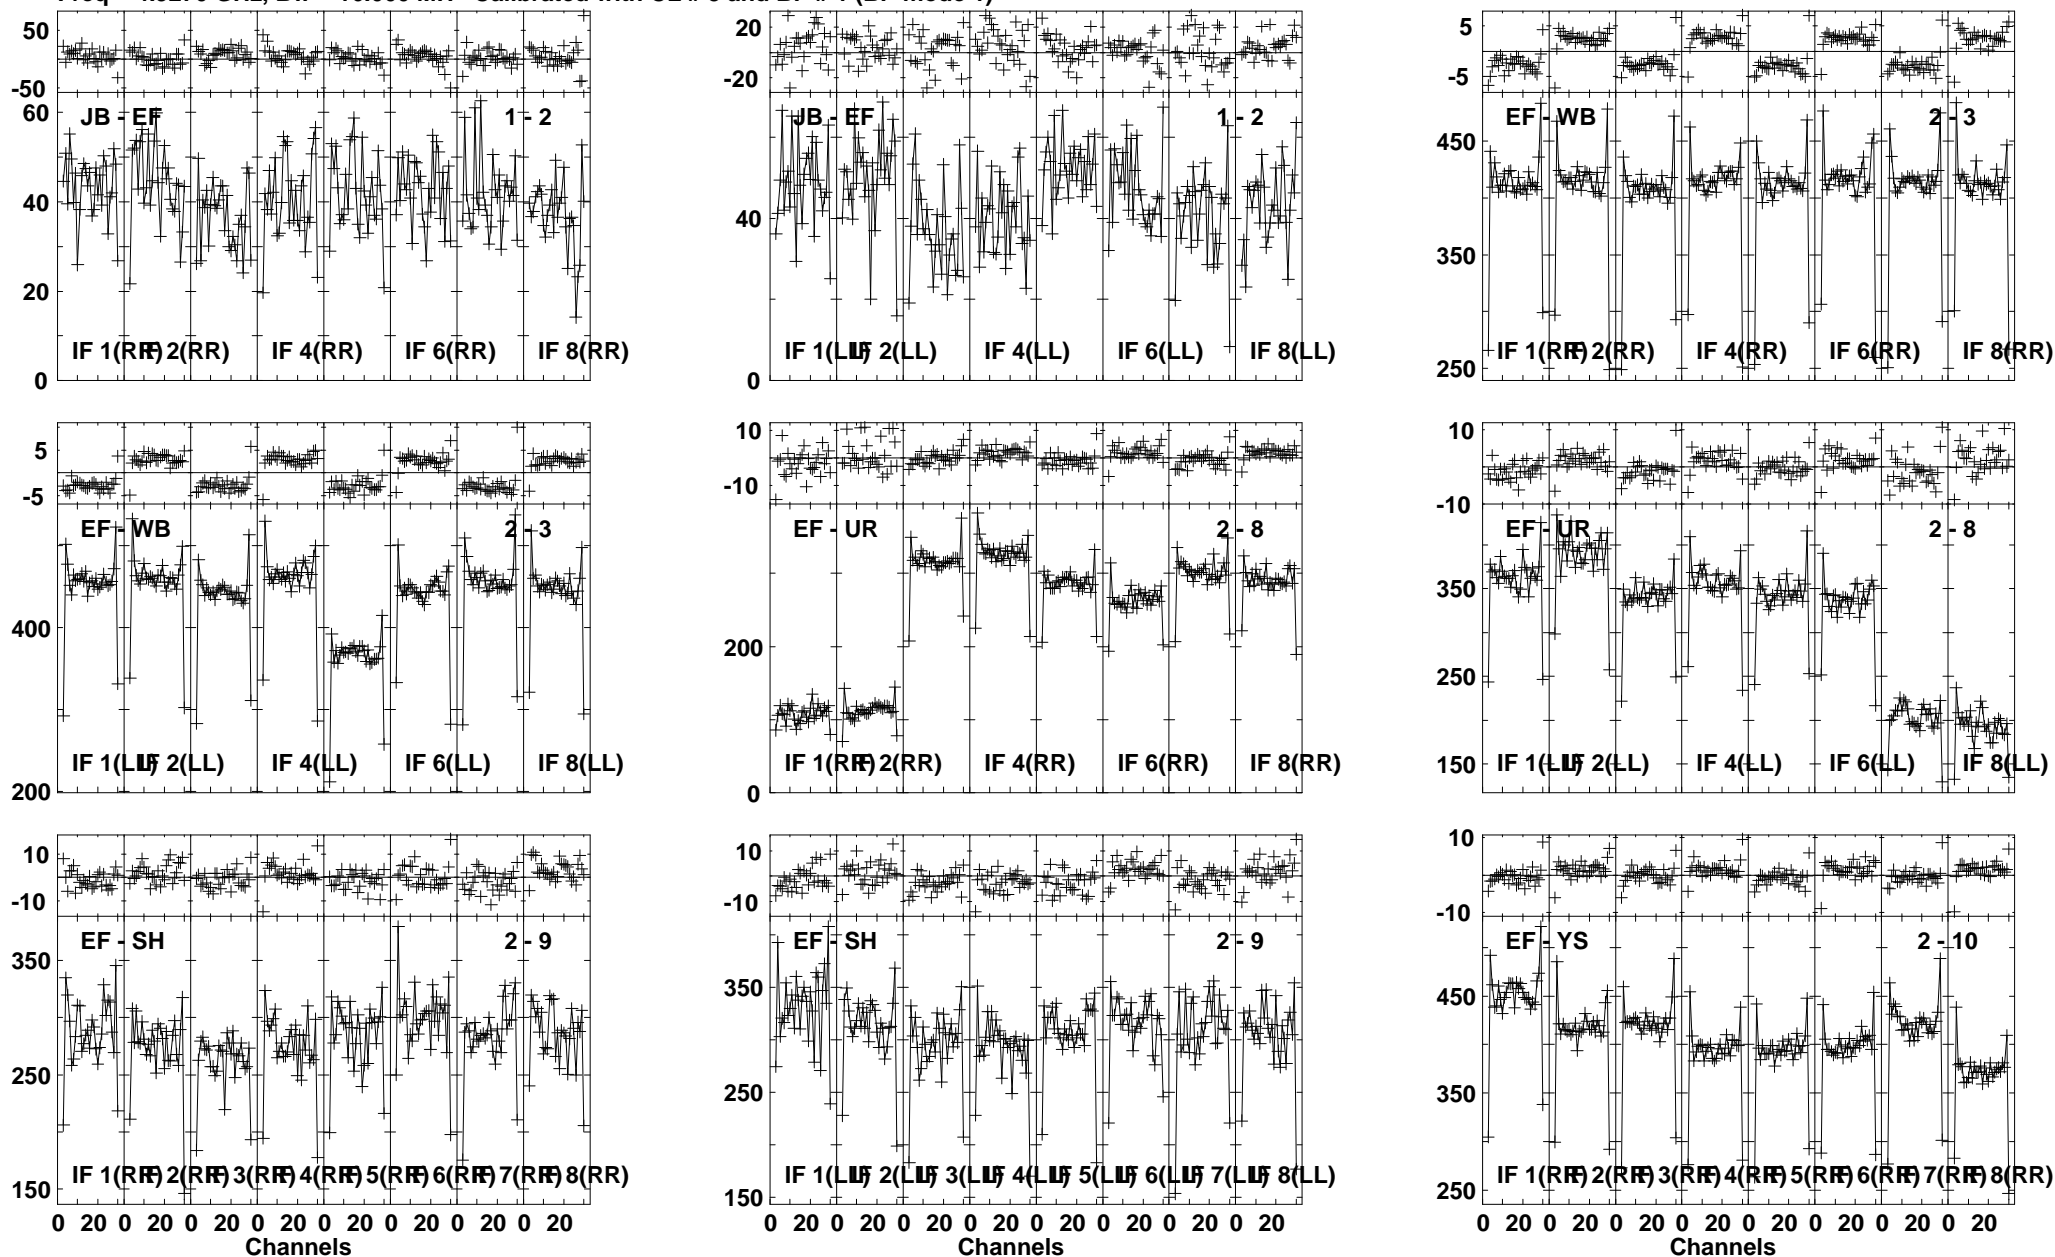 50
-50
60
40
20
0
JB - EF
1 - 2
IF 1(RR)
IF 2(RR)
IF 4(RR)
IF 6(RR)
IF 8(RR)
20
-20
40
0
JB - EF
1 - 2
IF 1(LL)
IF 2(LL)
IF 4(LL)
IF 6(LL)
IF 8(LL)
5
-5
450
350
250
EF - WB
2 - 3
IF 1(RR)
IF 2(RR)
IF 4(RR)
IF 6(RR)
IF 8(RR)
5
-5
400
200
EF - WB
2 - 3
IF 1(LL)
IF 2(LL)
IF 4(LL)
IF 6(LL)
IF 8(LL)
10
-10
200
0
EF - UR
2 - 8
IF 1(RR)
IF 2(RR)
IF 4(RR)
IF 6(RR)
IF 8(RR)
10
-10
350
250
150
EF - UR
2 - 8
IF 1(LL)
IF 2(LL)
IF 4(LL)
IF 6(LL)
IF 8(LL)
10
-10
350
250
150
EF - SH
2 - 9
IF 1(RR)
IF 2(RR)
IF 3(RR)
IF 4(RR)
IF 5(RR)
IF 6(RR)
IF 7(RR)
IF 8(RR)
0 20 0 20 0 20 0 20 0 20 0 20 0 20 0 20
Channels
10
-10
350
250
150
EF - SH
2 - 9
IF 1(LL)
IF 2(LL)
IF 3(LL)
IF 4(LL)
IF 5(LL)
IF 6(LL)
IF 7(LL)
IF 8(LL)
0 20 0 20 0 20 0 20 0 20 0 20 0 20 0 20
Channels
10
-10
450
350
250
EF - YS
2 - 10
IF 1(RR)
IF 2(RR)
IF 3(RR)
IF 4(RR)
IF 5(RR)
IF 6(RR)
IF 7(RR)
IF 8(RR)
0 20 0 20 0 20 0 20 0 20 0 20 0 20 0 20
Channels